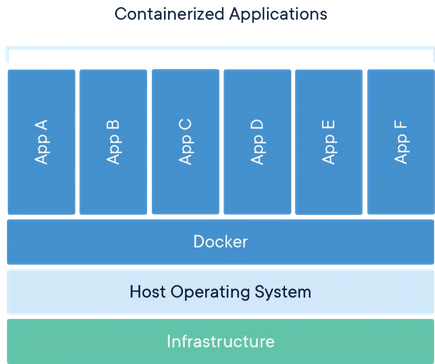 Containerized Applications
App A
App B
App C
App D
App E
App F
Docker
Host Operating System
Infrastructure